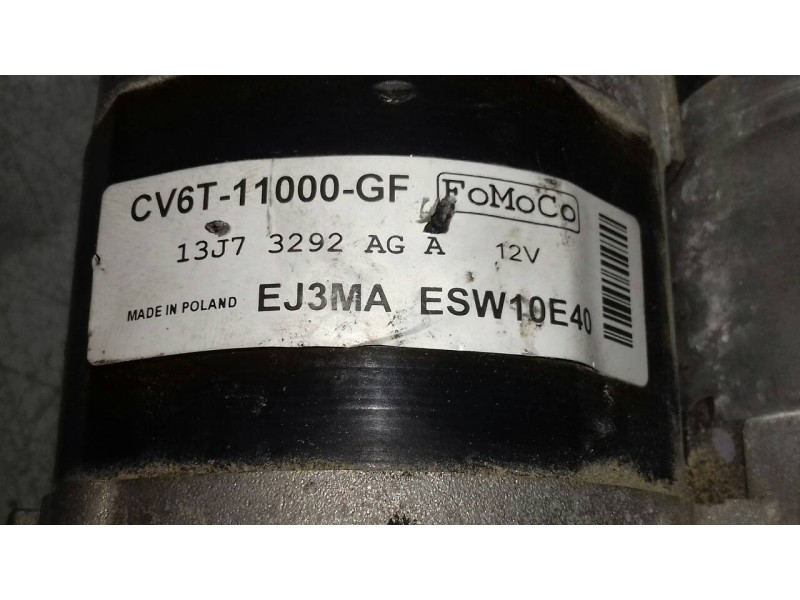 CV6T-11000-GF FoMoCo
13J7 3292 AG A 12V
MADE IN POLAND EJ3MA ESW10E40